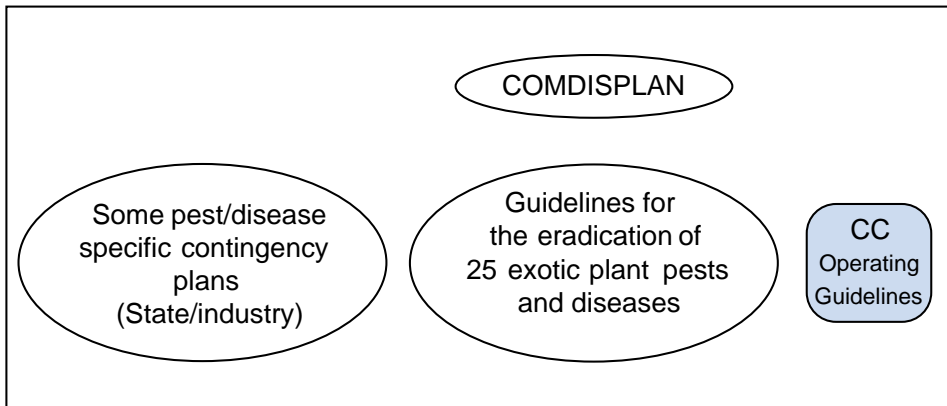 COMDISPLAN
Some pest/disease
specific contingency
plans
(State/industry)
Guidelines for
the eradication of
25 exotic plant pests
and diseases
CC
Operating
Guidelines